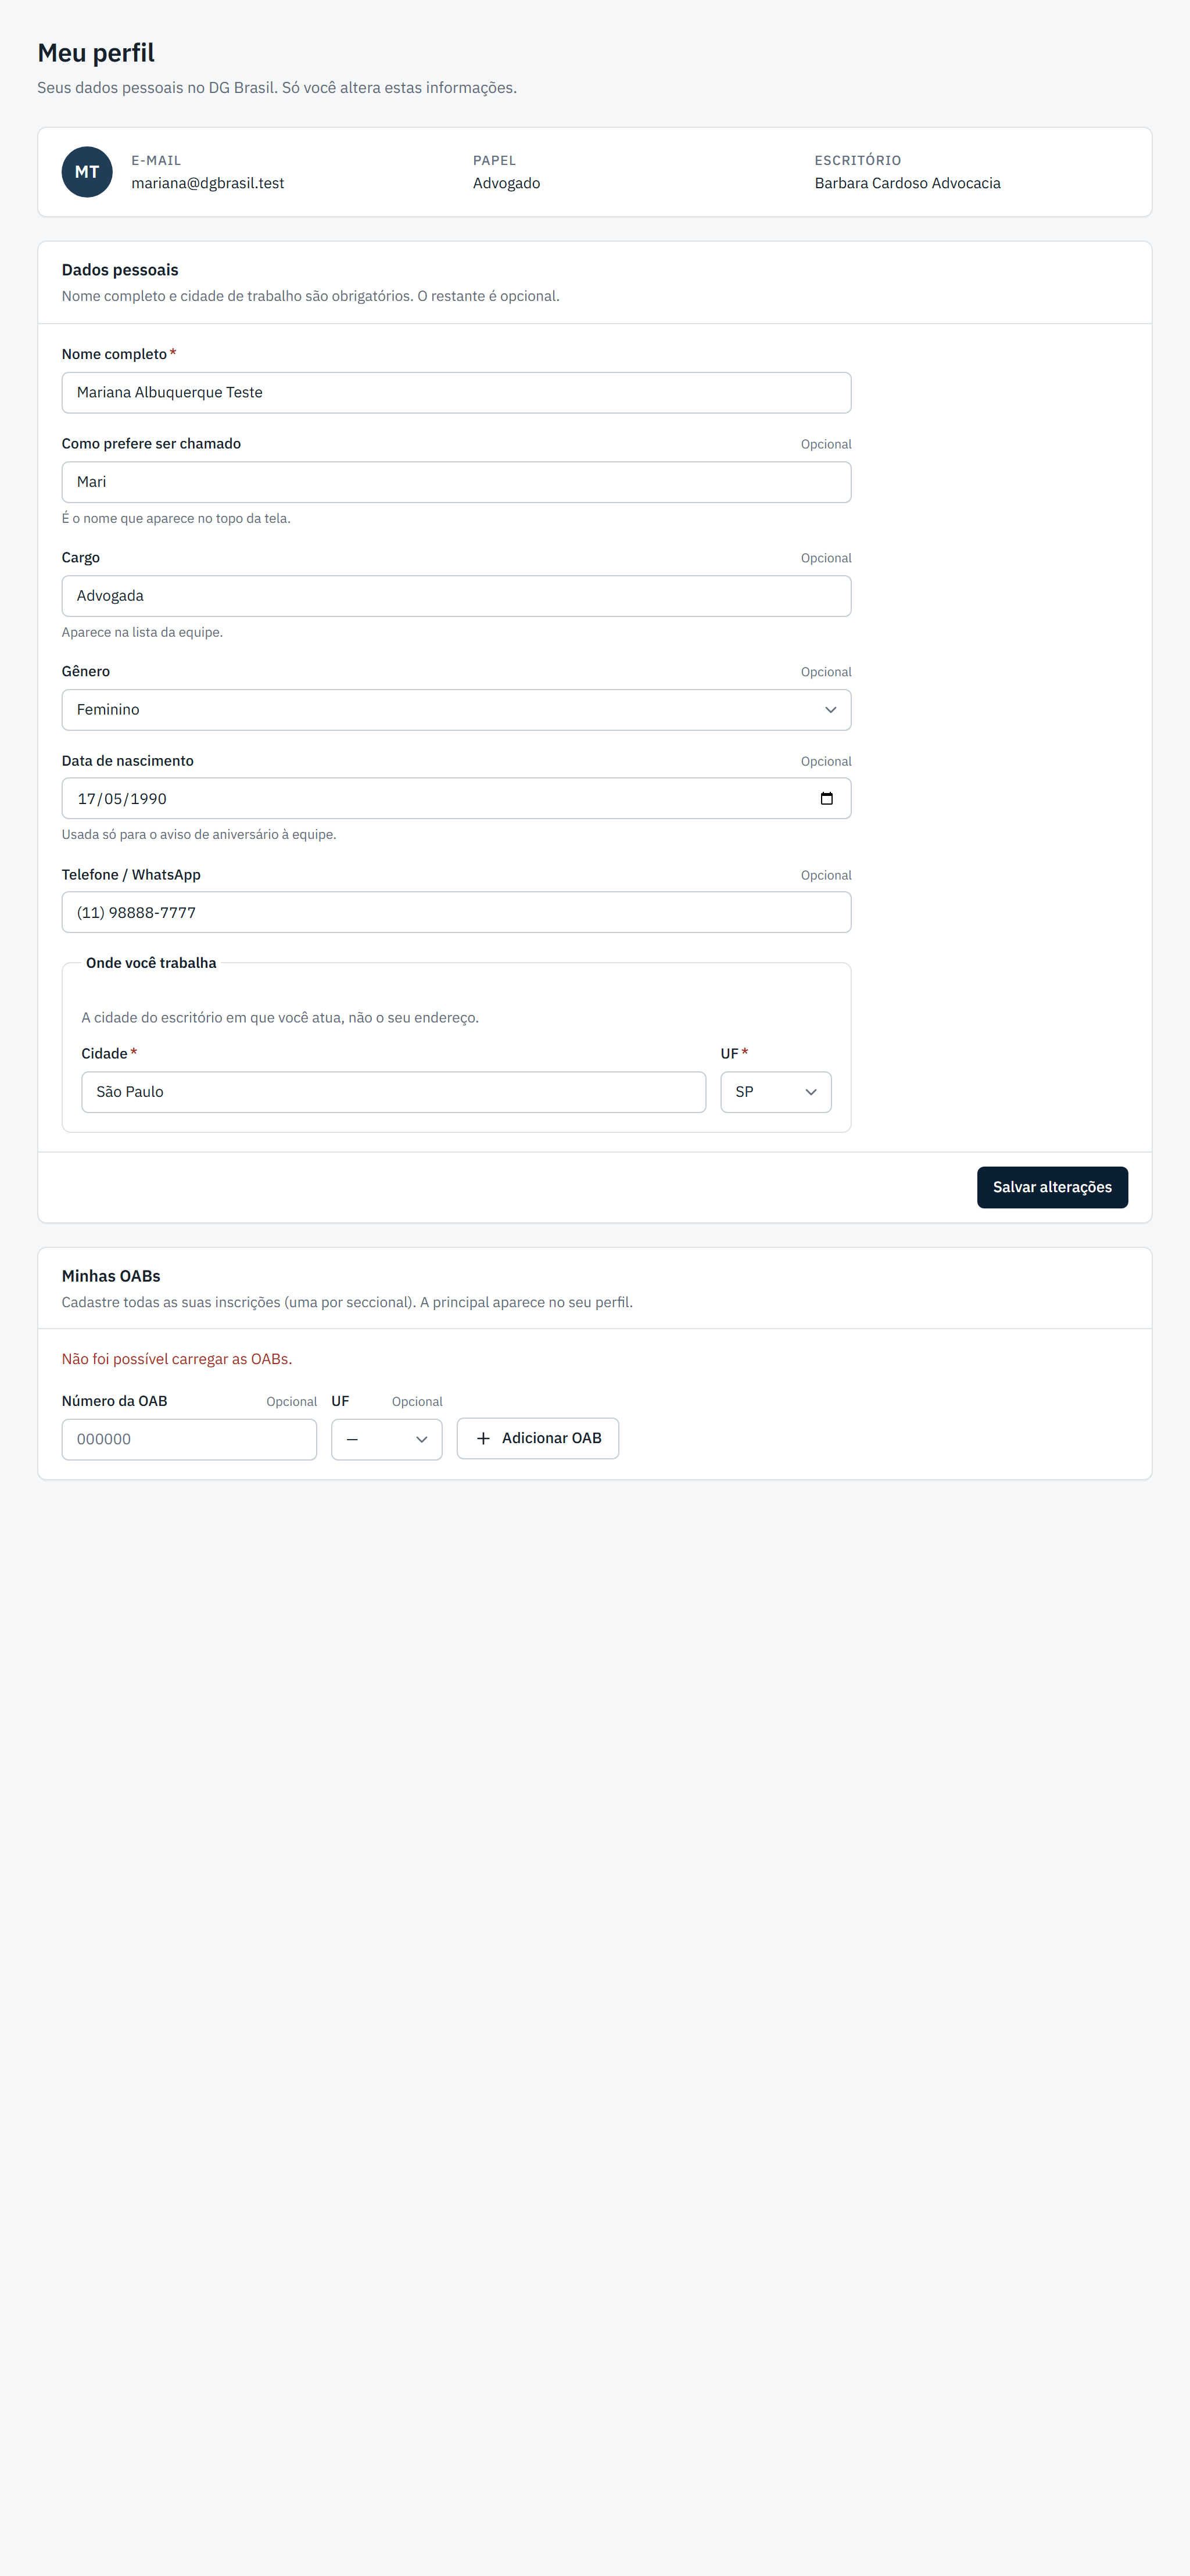 Meu perfil
Seus dados pessoais no DG Brasil. Só você altera estas informações.
MT
E-MAIL
mariana@dgbrasil.test
PAPEL
Advogado
ESCRITÓRIO
Barbara Cardoso Advocacia
Dados pessoais
Nome completo e cidade de trabalho são obrigatórios. O restante é opcional.
Nome completo *
Mariana Albuquerque Teste
Como prefere ser chamado Opcional
Mari
É o nome que aparece no topo da tela.
Cargo Opcional
Advogada
Aparece na lista da equipe.
Gênero Opcional
Feminino
Data de nascimento Opcional
17/05/1990
Usada só para o aviso de aniversário à equipe.
Telefone / WhatsApp Opcional
(11) 98888-7777
Onde você trabalha
A cidade do escritório em que você atua, não o seu endereço.
Cidade * UF *
São Paulo SP
Salvar alterações
Minhas OABs
Cadastre todas as suas inscrições (uma por seccional). A principal aparece no seu perfil.
Não foi possível carregar as OABs.
Número da OAB Opcional UF Opcional
000000 — + Adicionar OAB